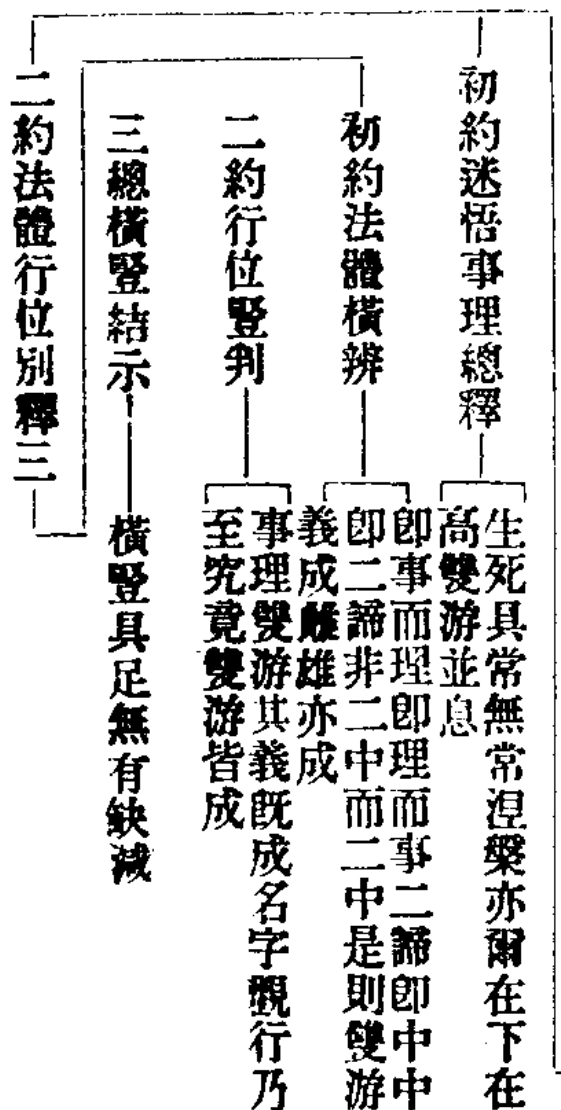 初約迷悟事理總釋
生死具常無常涅槃亦爾在下在
高雙游並息
初約法體橫辨
即事而理即理而事二諦即中中
即二諦非二中而二中是則雙游
義成雌雄亦成
二約行位豎判
事理雙游其義既成名字觀行乃
至究竟雙游皆成
三總橫豎結示
橫豎具足無有缺減
二約法體行位別釋三